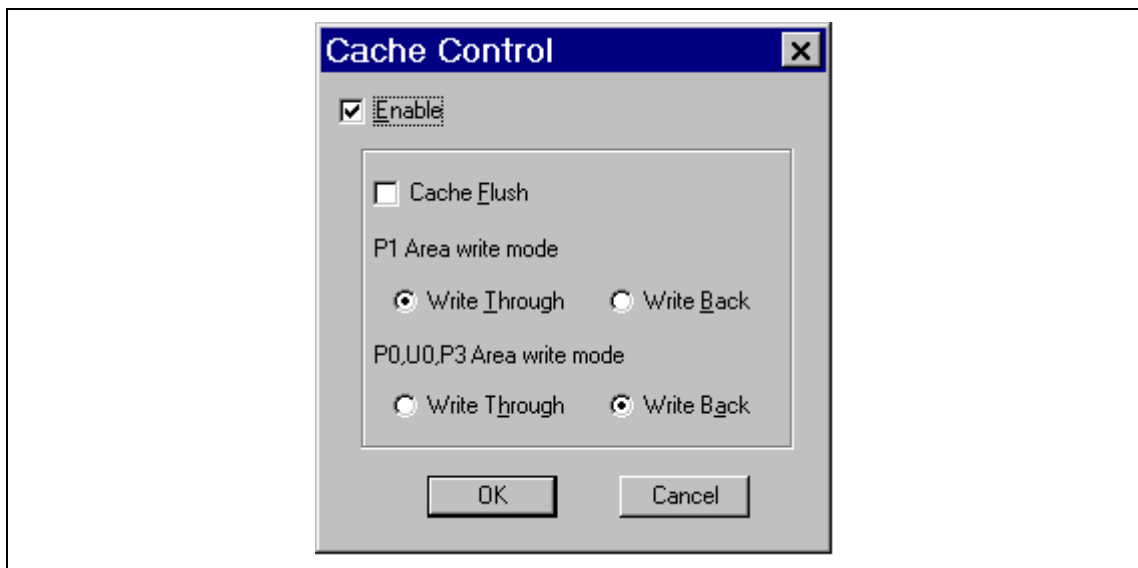 Cache Control
Enable
Cache Flush
P1 Area write mode
Write Through Write Back
P0,U0,P3 Area write mode
Write Through Write Back
OK Cancel